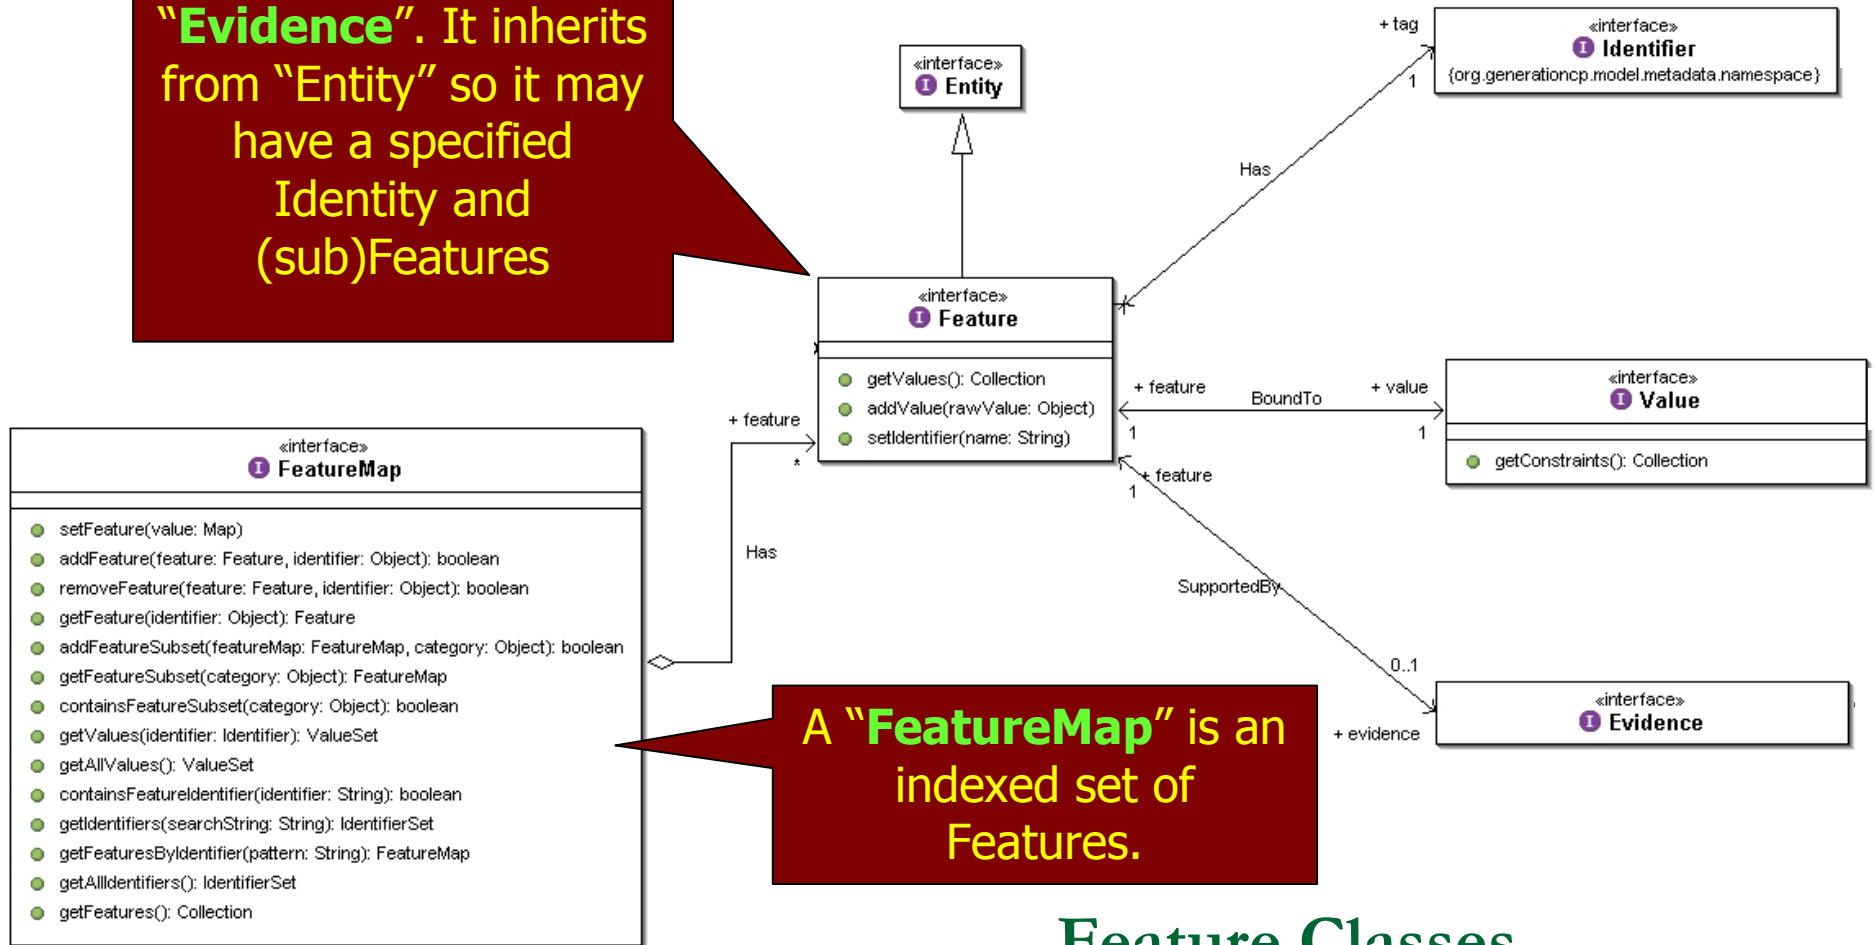 “Evidence”. It inherits
from “Entity” so it may
have a specified
Identity and
(sub)Features
«interface»
I Entity
+ tag
1
«interface»
I Identifier
{org.generationcp.model.metadata.namespace}
Has
«interface»
I Feature
getValues(): Collection
addValue(rawValue: Object)
setIdentifier(name: String)
+ feature
1
BoundTo
+ value
1
«interface»
I Value
getConstraints(): Collection
+ feature
*
Has
+ feature
1
SupportedBy
0..1
+ evidence
«interface»
I Evidence
«interface»
I FeatureMap
setFeature(value: Map)
addFeature(feature: Feature, identifier: Object): boolean
removeFeature(feature: Feature, identifier: Object): boolean
getFeature(identifier: Object): Feature
addFeatureSubset(featureMap: FeatureMap, category: Object): boolean
getFeatureSubset(category: Object): FeatureMap
containsFeatureSubset(category: Object): boolean
getValues(identifier: Identifier): ValueSet
getAllValues(): ValueSet
containsFeatureIdentifier(identifier: String): boolean
getIdentifiers(searchString: String): IdentifierSet
getFeaturesByIdentifier(pattern: String): FeatureMap
getAllIdentifiers(): IdentifierSet
getFeatures(): Collection
A “FeatureMap” is an
indexed set of
Features.
Feature Classes